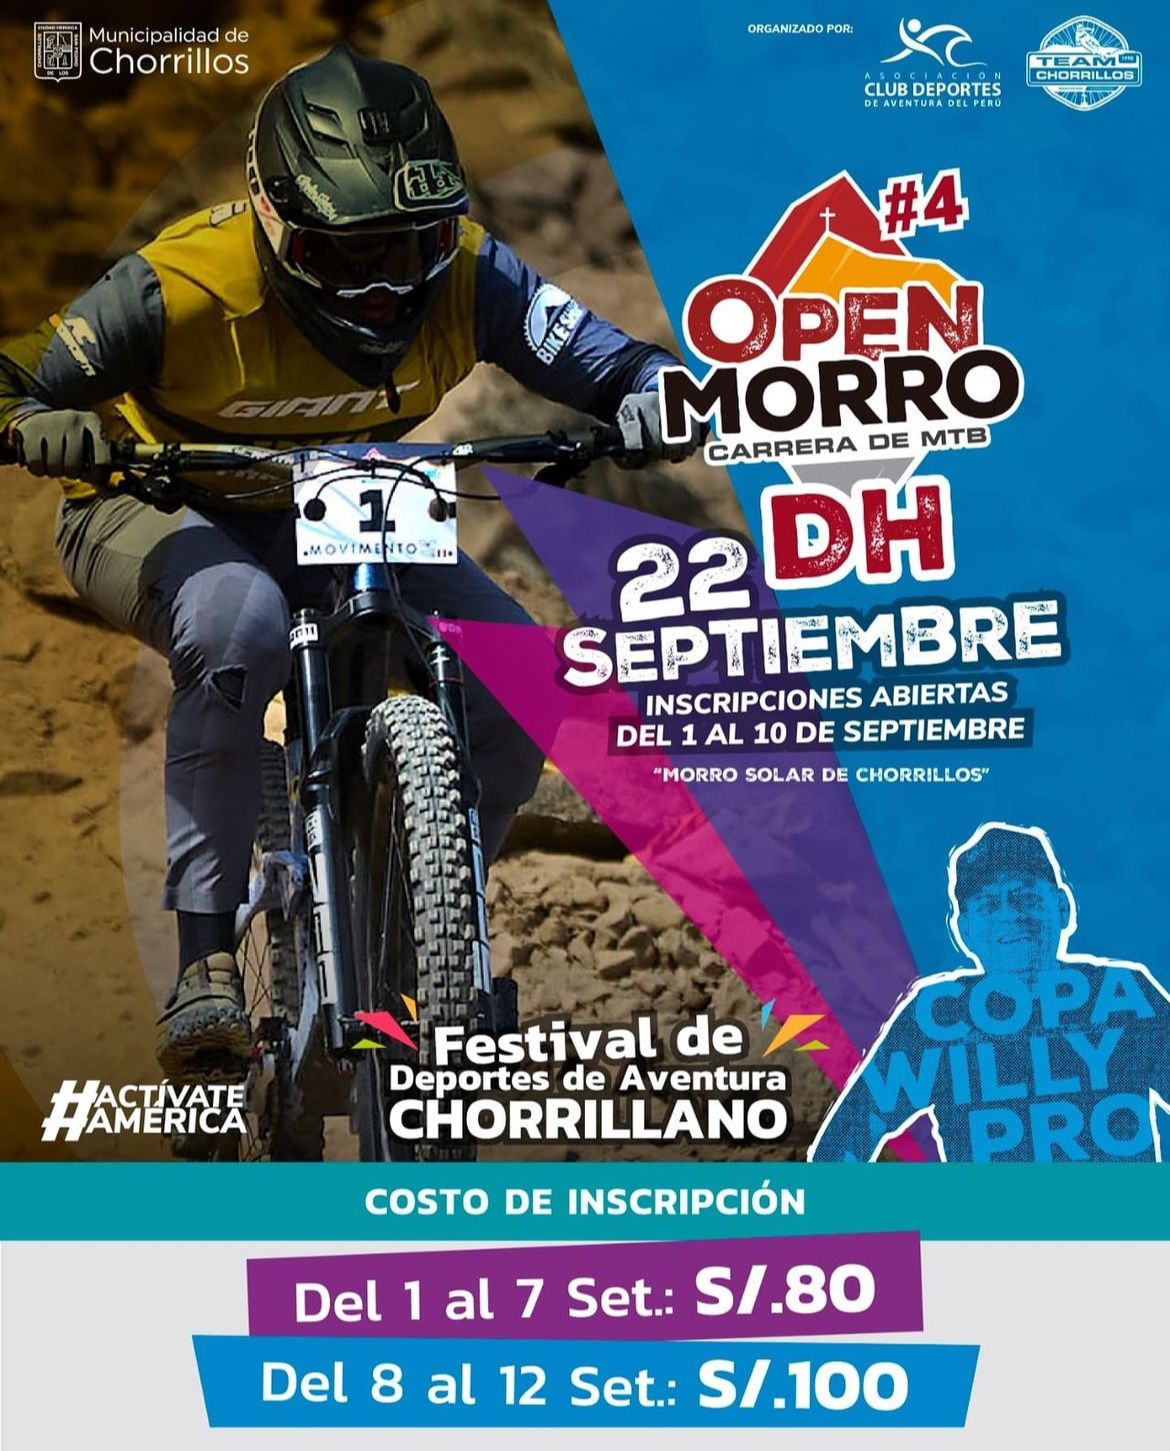 Municipalidad de
Chorrillos
ORGANIZADO POR:
ASOCIACIÓN
CLUB DEPORTES
DE AVENTURA DEL PERÚ
TEAM 1990
CHORRILLOS
#4
OPEN
MORRO
CARRERA DE MTB
DH
22
SEPTIEMBRE
INSCRIPCIONES ABIERTAS
DEL 1 AL 10 DE SEPTIEMBRE
"MORRO SOLAR DE CHORRILLOS"
BIKE
GIANT
1
MOVIMENTO
COPA
WILLY
PRO
Festival de
Deportes de Aventura
CHORRILLANO
#ACTÍVATE
AMÉRICA
COSTO DE INSCRIPCIÓN
Del 1 al 7 Set.: S/.80
Del 8 al 12 Set.: S/.100